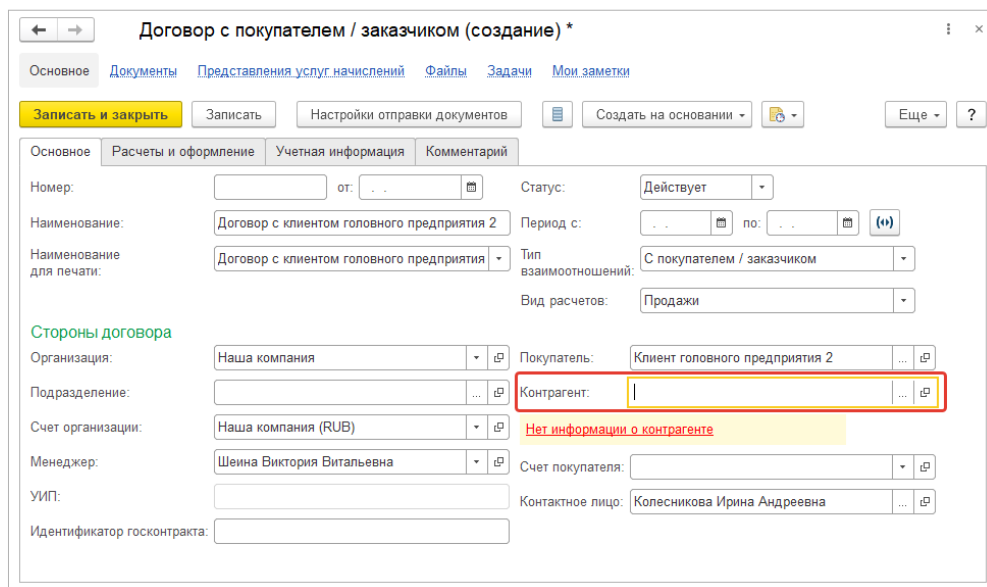 Договор с покупателем / заказчиком (создание) *
Основное Документы Представления услуг начислений Файлы Задачи Мои заметки
Записать и закрыть Записать Настройки отправки документов Создать на основании Еще ?
Основное Расчеты и оформление Учетная информация Комментарий
Номер: от: . . Статус: Действует
Наименование: Договор с клиентом головного предприятия 2 Период с: . . по: . .
Наименование для печати: Договор с клиентом головного предприятия Тип взаимоотношений: С покупателем / заказчиком
Вид расчетов: Продажи
Стороны договора
Организация: Наша компания Покупатель: Клиент головного предприятия 2 ...
Подразделение: ... Контрагент: ...
Счет организации: Наша компания (RUB) Нет информации о контрагенте
Менеджер: Шеина Виктория Витальевна Счет покупателя:
УИП: Контактное лицо: Колесникова Ирина Андреевна ...
Идентификатор госконтракта: